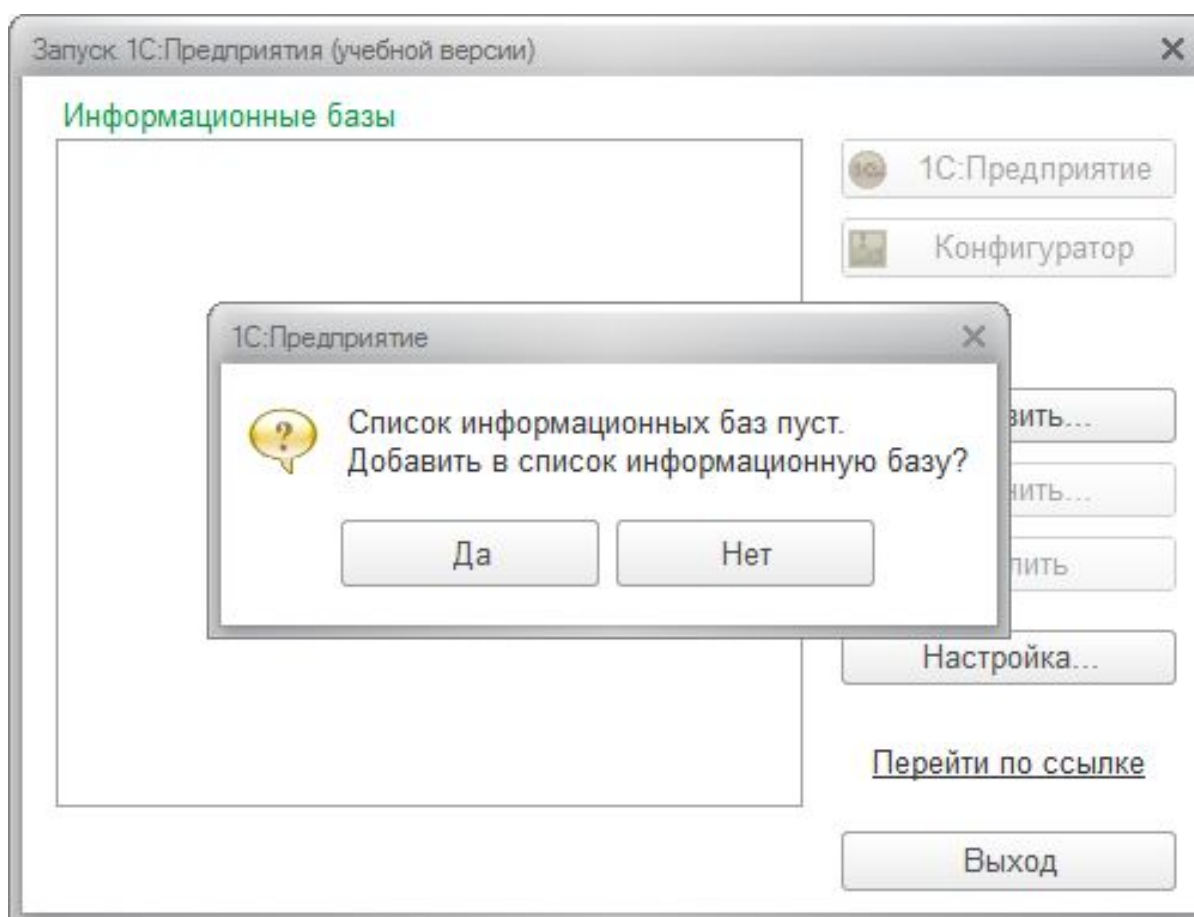 Запуск 1С:Предприятия (учебной версии)
Информационные базы
1С:Предприятие
Конфигуратор
1С:Предприятие
Список информационных баз пуст.
Добавить в список информационную базу?
Да
Нет
Настройка...
Перейти по ссылке
Выход